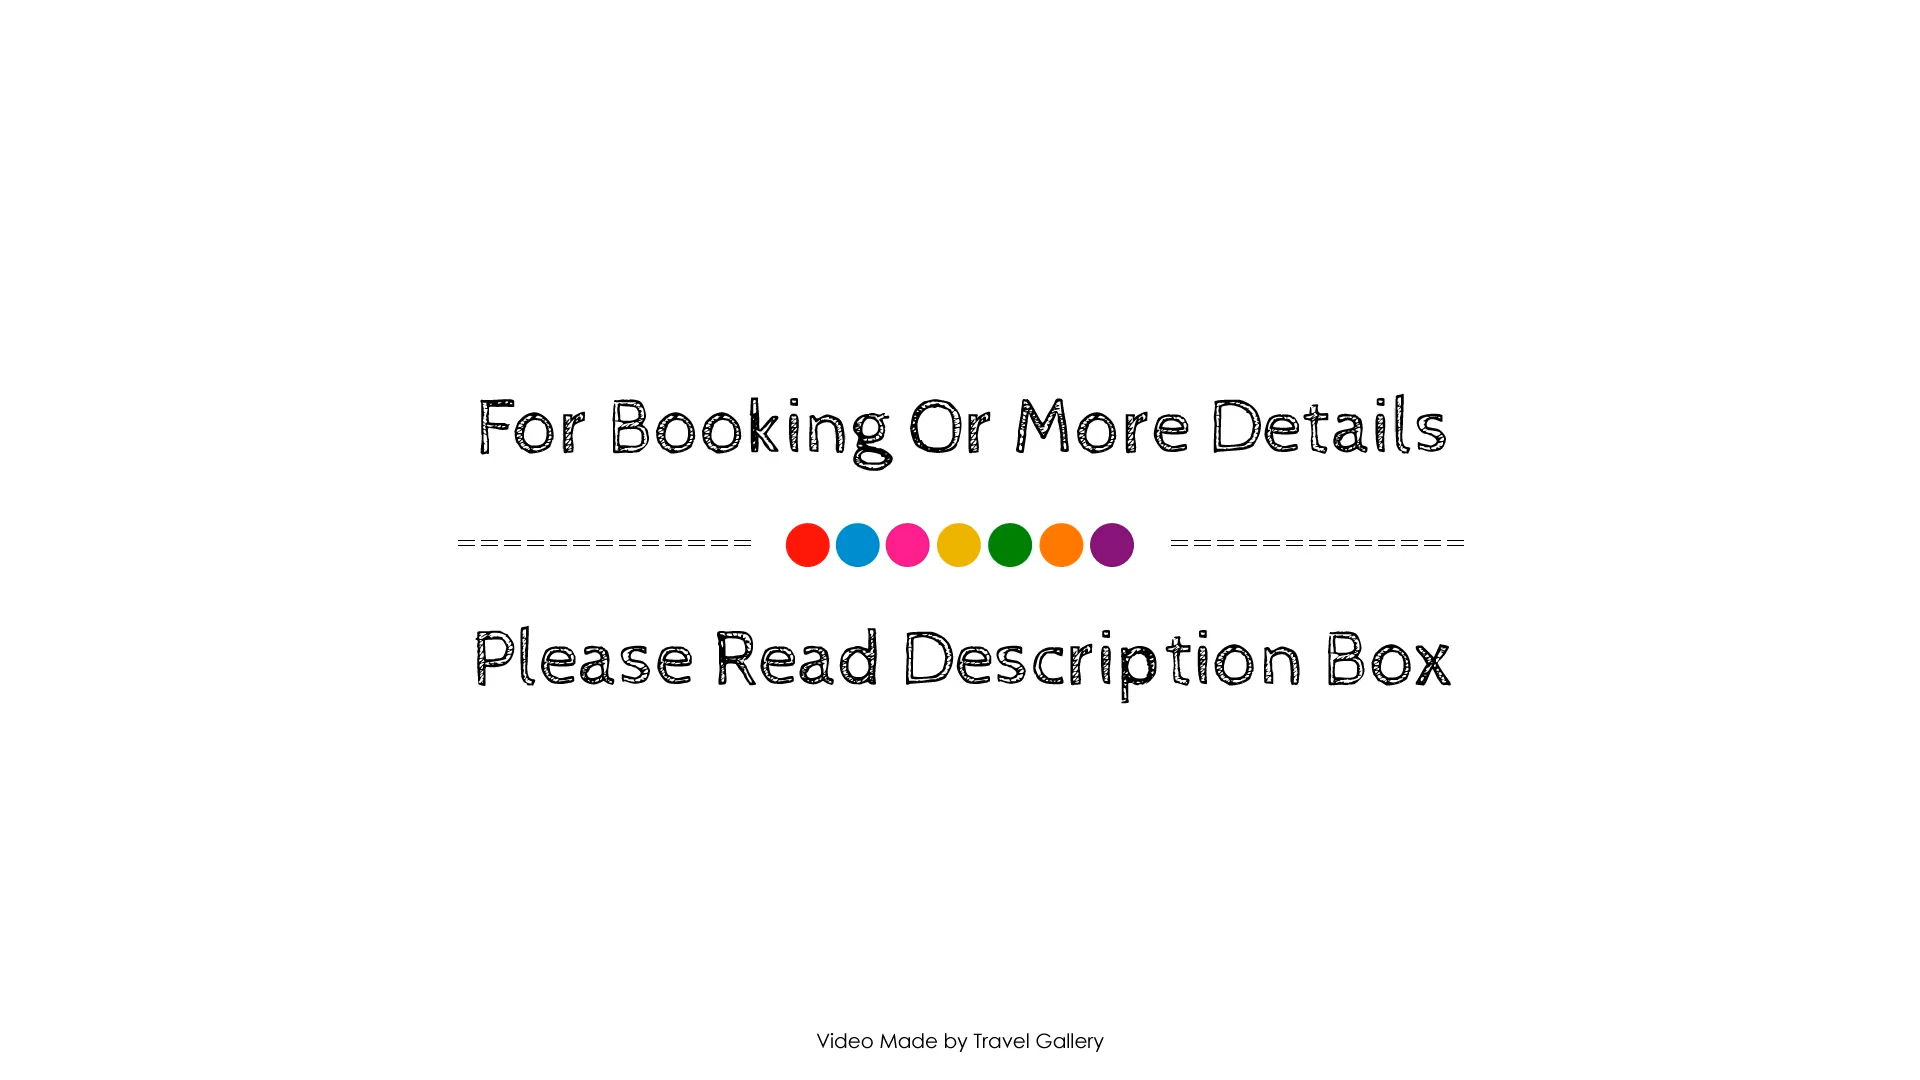 For Booking Or More Details
============= =============
Please Read Description Box
Video Made by Travel Gallery